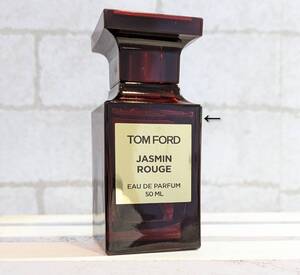 TOM FORD
JASMIN
ROUGE
EAU DE PARFUM
50 ML